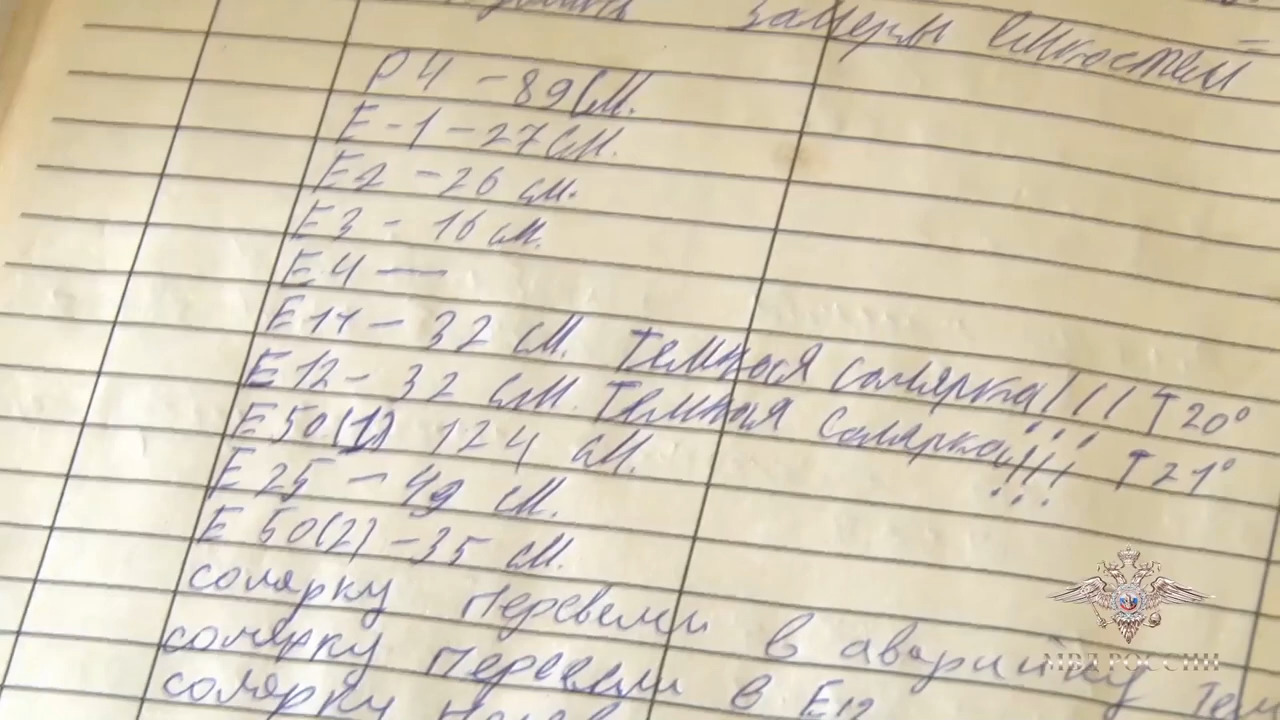 замеры емкостей -
Р4 - 89 см.
Е-1 - 27 см.
Е2 - 26 см.
Е3 - 16 см.
Е4 —
Е11 - 32 см. Темная солярка!!! Т 20°
Е12 - 32 см. Темная солярка!!! Т 21°
Е50(1) 124 см.
Е25 - 49 см.
Е50(2) - 35 см.
солярку перевели в аварийку
солярку перевели в Е12
солярку
МВД РОССИИ